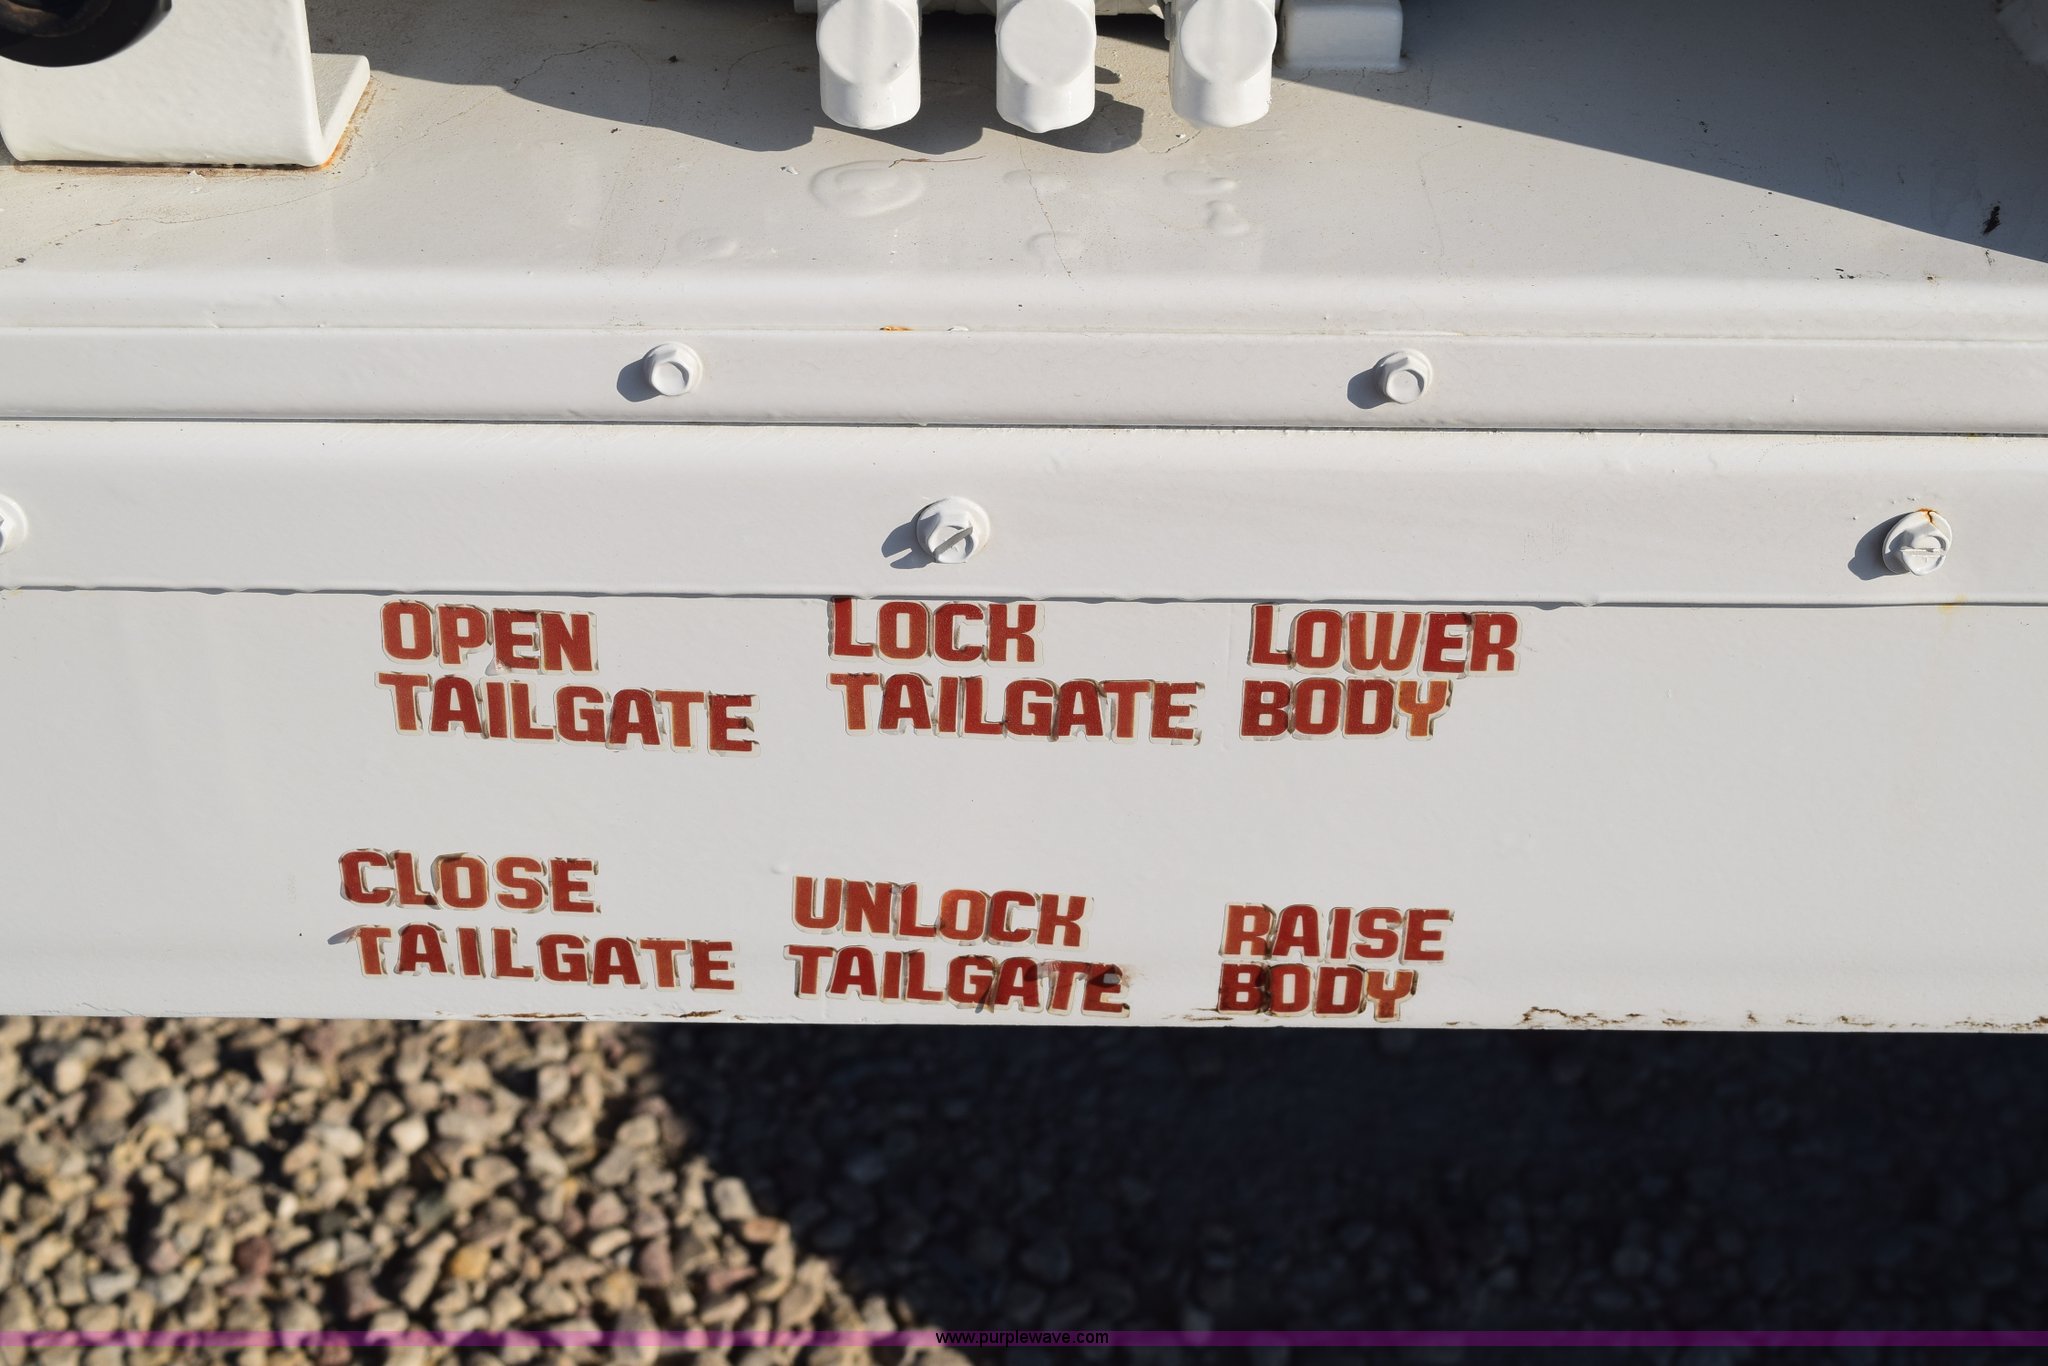 OPEN
TAILGATE
LOCK
TAILGATE
LOWER
BODY
CLOSE
TAILGATE
UNLOCK
TAILGATE
RAISE
BODY
www.purplewave.com